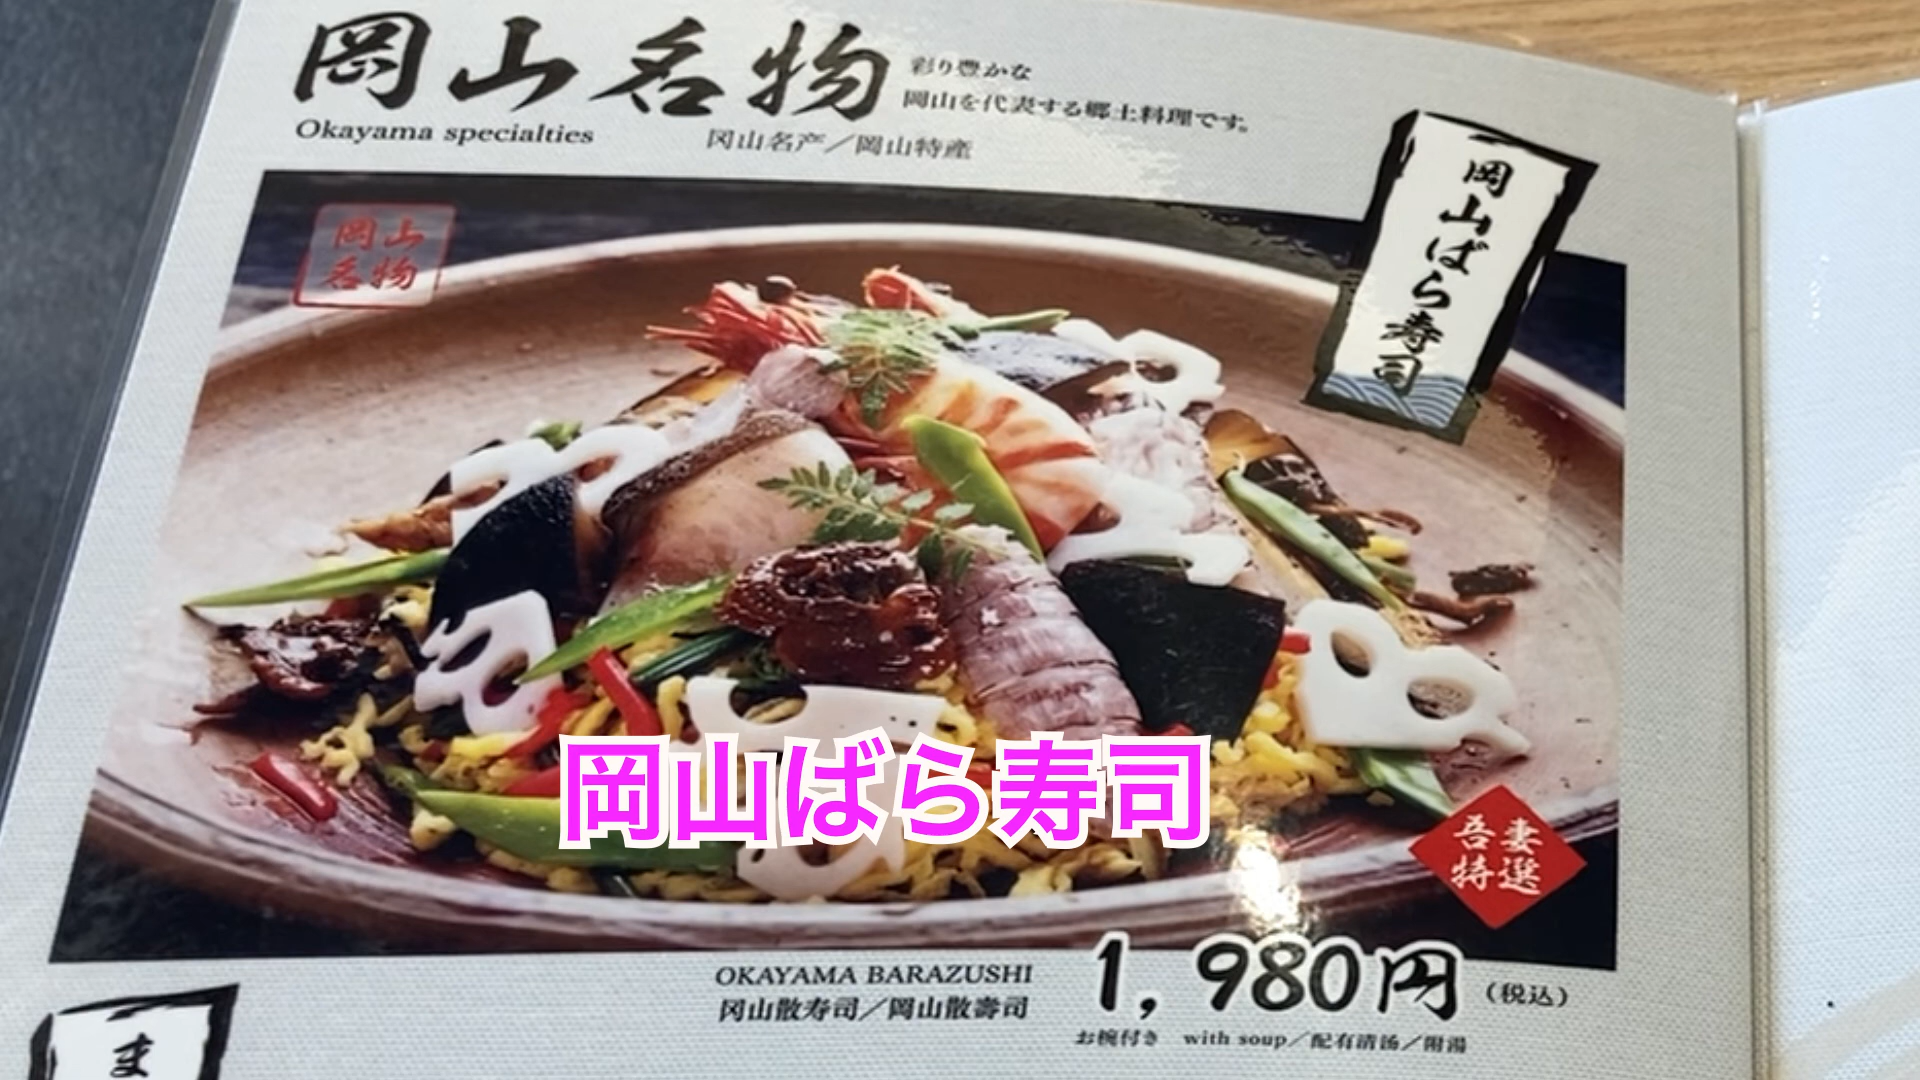 岡山名物
彩り豊かな
岡山を代表する郷土料理です。
Okayama specialties
冈山名产／岡山特産
岡山ばら寿司
岡山
名物
岡山ばら寿司
吾妻
特選
OKAYAMA BARAZUSHI
冈山散寿司／岡山散壽司
1,980円(税込)
お椀付き with soup／配有清汤／附湯
ま